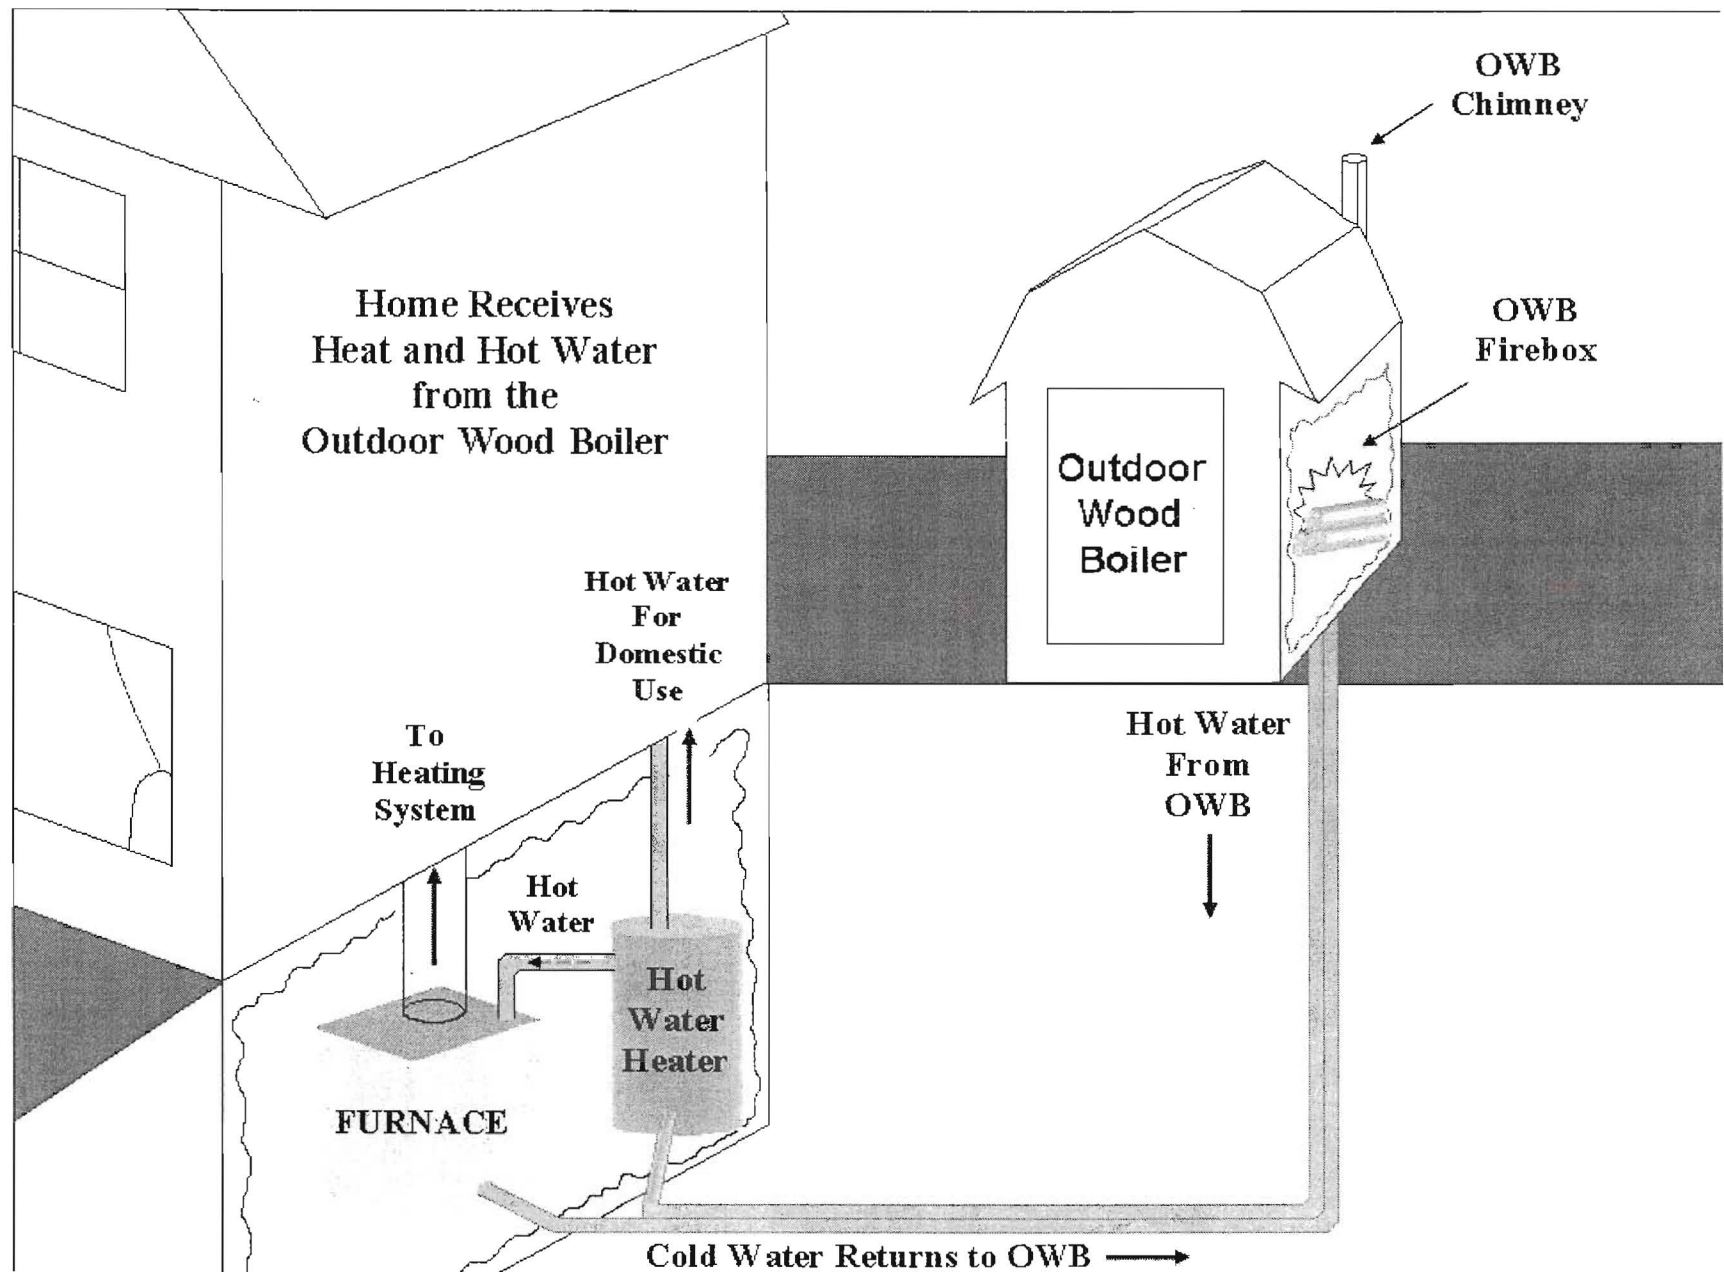 OWB
Chimney
Home Receives
Heat and Hot Water
from the
Outdoor Wood Boiler
OWB
Firebox
Outdoor
Wood
Boiler
Hot Water
For
Domestic
Use
To
Heating
System
Hot Water
From
OWB
Hot
Water
Hot
Water
Heater
FURNACE
Cold Water Returns to OWB